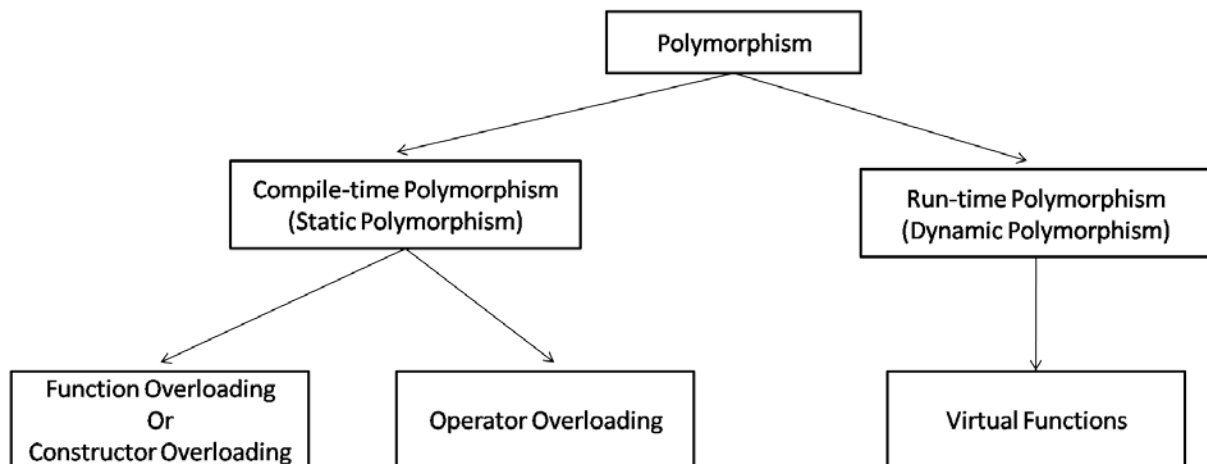 Polymorphism
Compile-time Polymorphism
(Static Polymorphism)
Run-time Polymorphism
(Dynamic Polymorphism)
Function Overloading
Or
Constructor Overloading
Operator Overloading
Virtual Functions